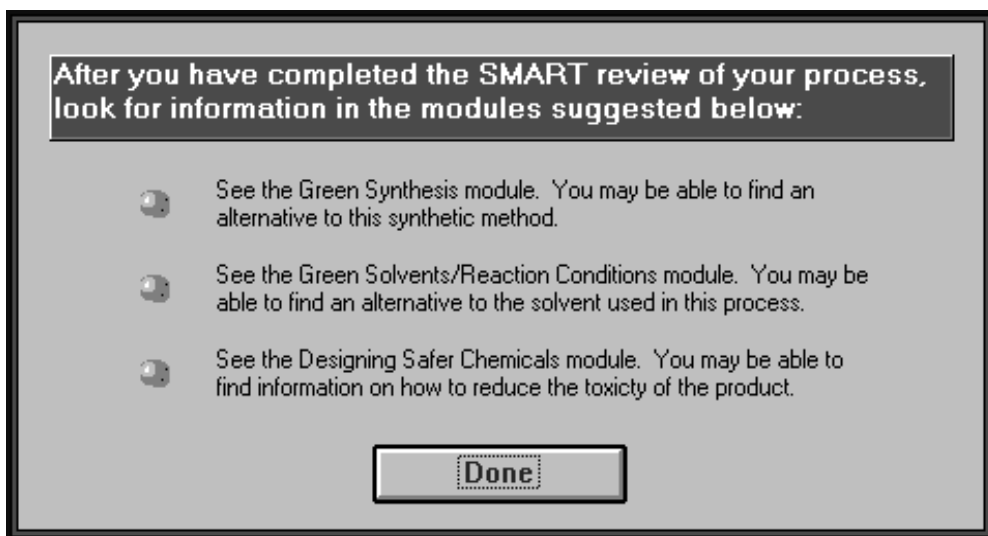 After you have completed the SMART review of your process,
look for information in the modules suggested below:
See the Green Synthesis module.  You may be able to find an
alternative to this synthetic method.
See the Green Solvents/Reaction Conditions module.  You may be
able to find an alternative to the solvent used in this process.
See the Designing Safer Chemicals module.  You may be able to
find information on how to reduce the toxicty of the product.
Done